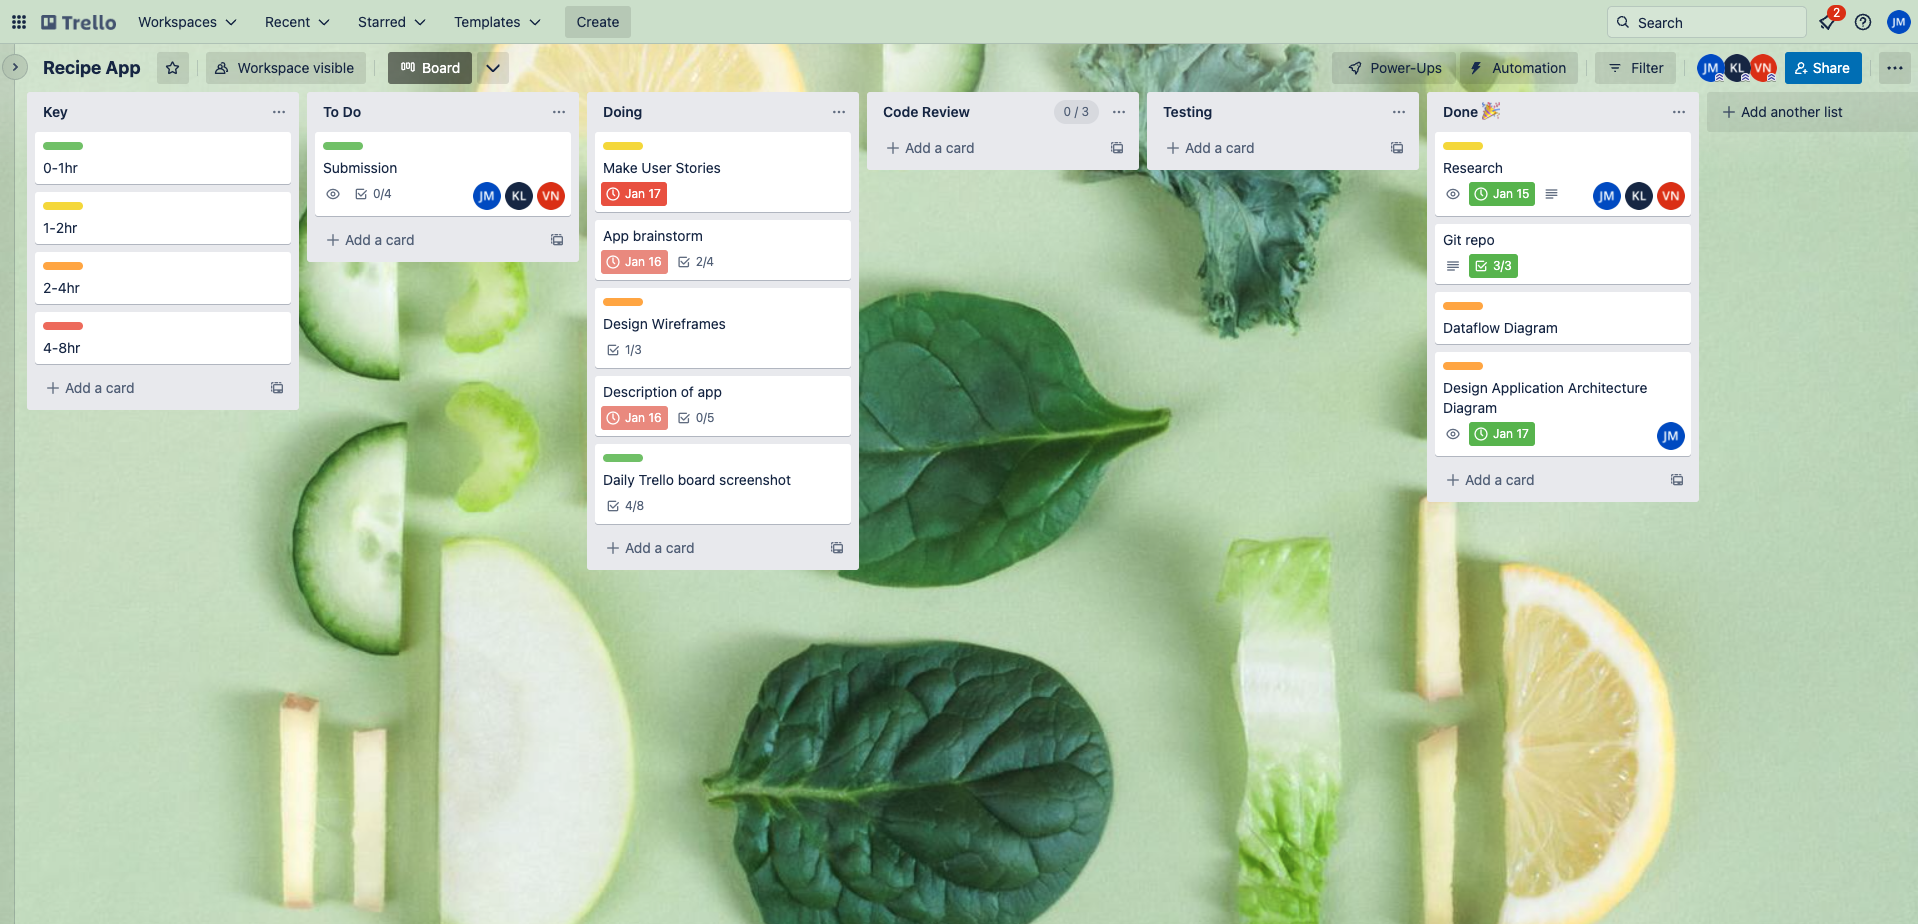 Trello
Workspaces
Recent
Starred
Templates
Create
Search
2
JM
Recipe App
Workspace visible
Board
Power-Ups
Automation
Filter
JM
KL
VN
Share
Key
0-1hr
1-2hr
2-4hr
4-8hr
Add a card
To Do
Submission
0/4
JM
KL
VN
Add a card
Doing
Make User Stories
Jan 17
App brainstorm
Jan 16
2/4
Design Wireframes
1/3
Description of app
Jan 16
0/5
Daily Trello board screenshot
4/8
Add a card
Code Review
0 / 3
Add a card
Testing
Add a card
Done 🎉
Research
Jan 15
JM
KL
VN
Git repo
3/3
Dataflow Diagram
Design Application Architecture
Diagram
Jan 17
JM
Add a card
Add another list